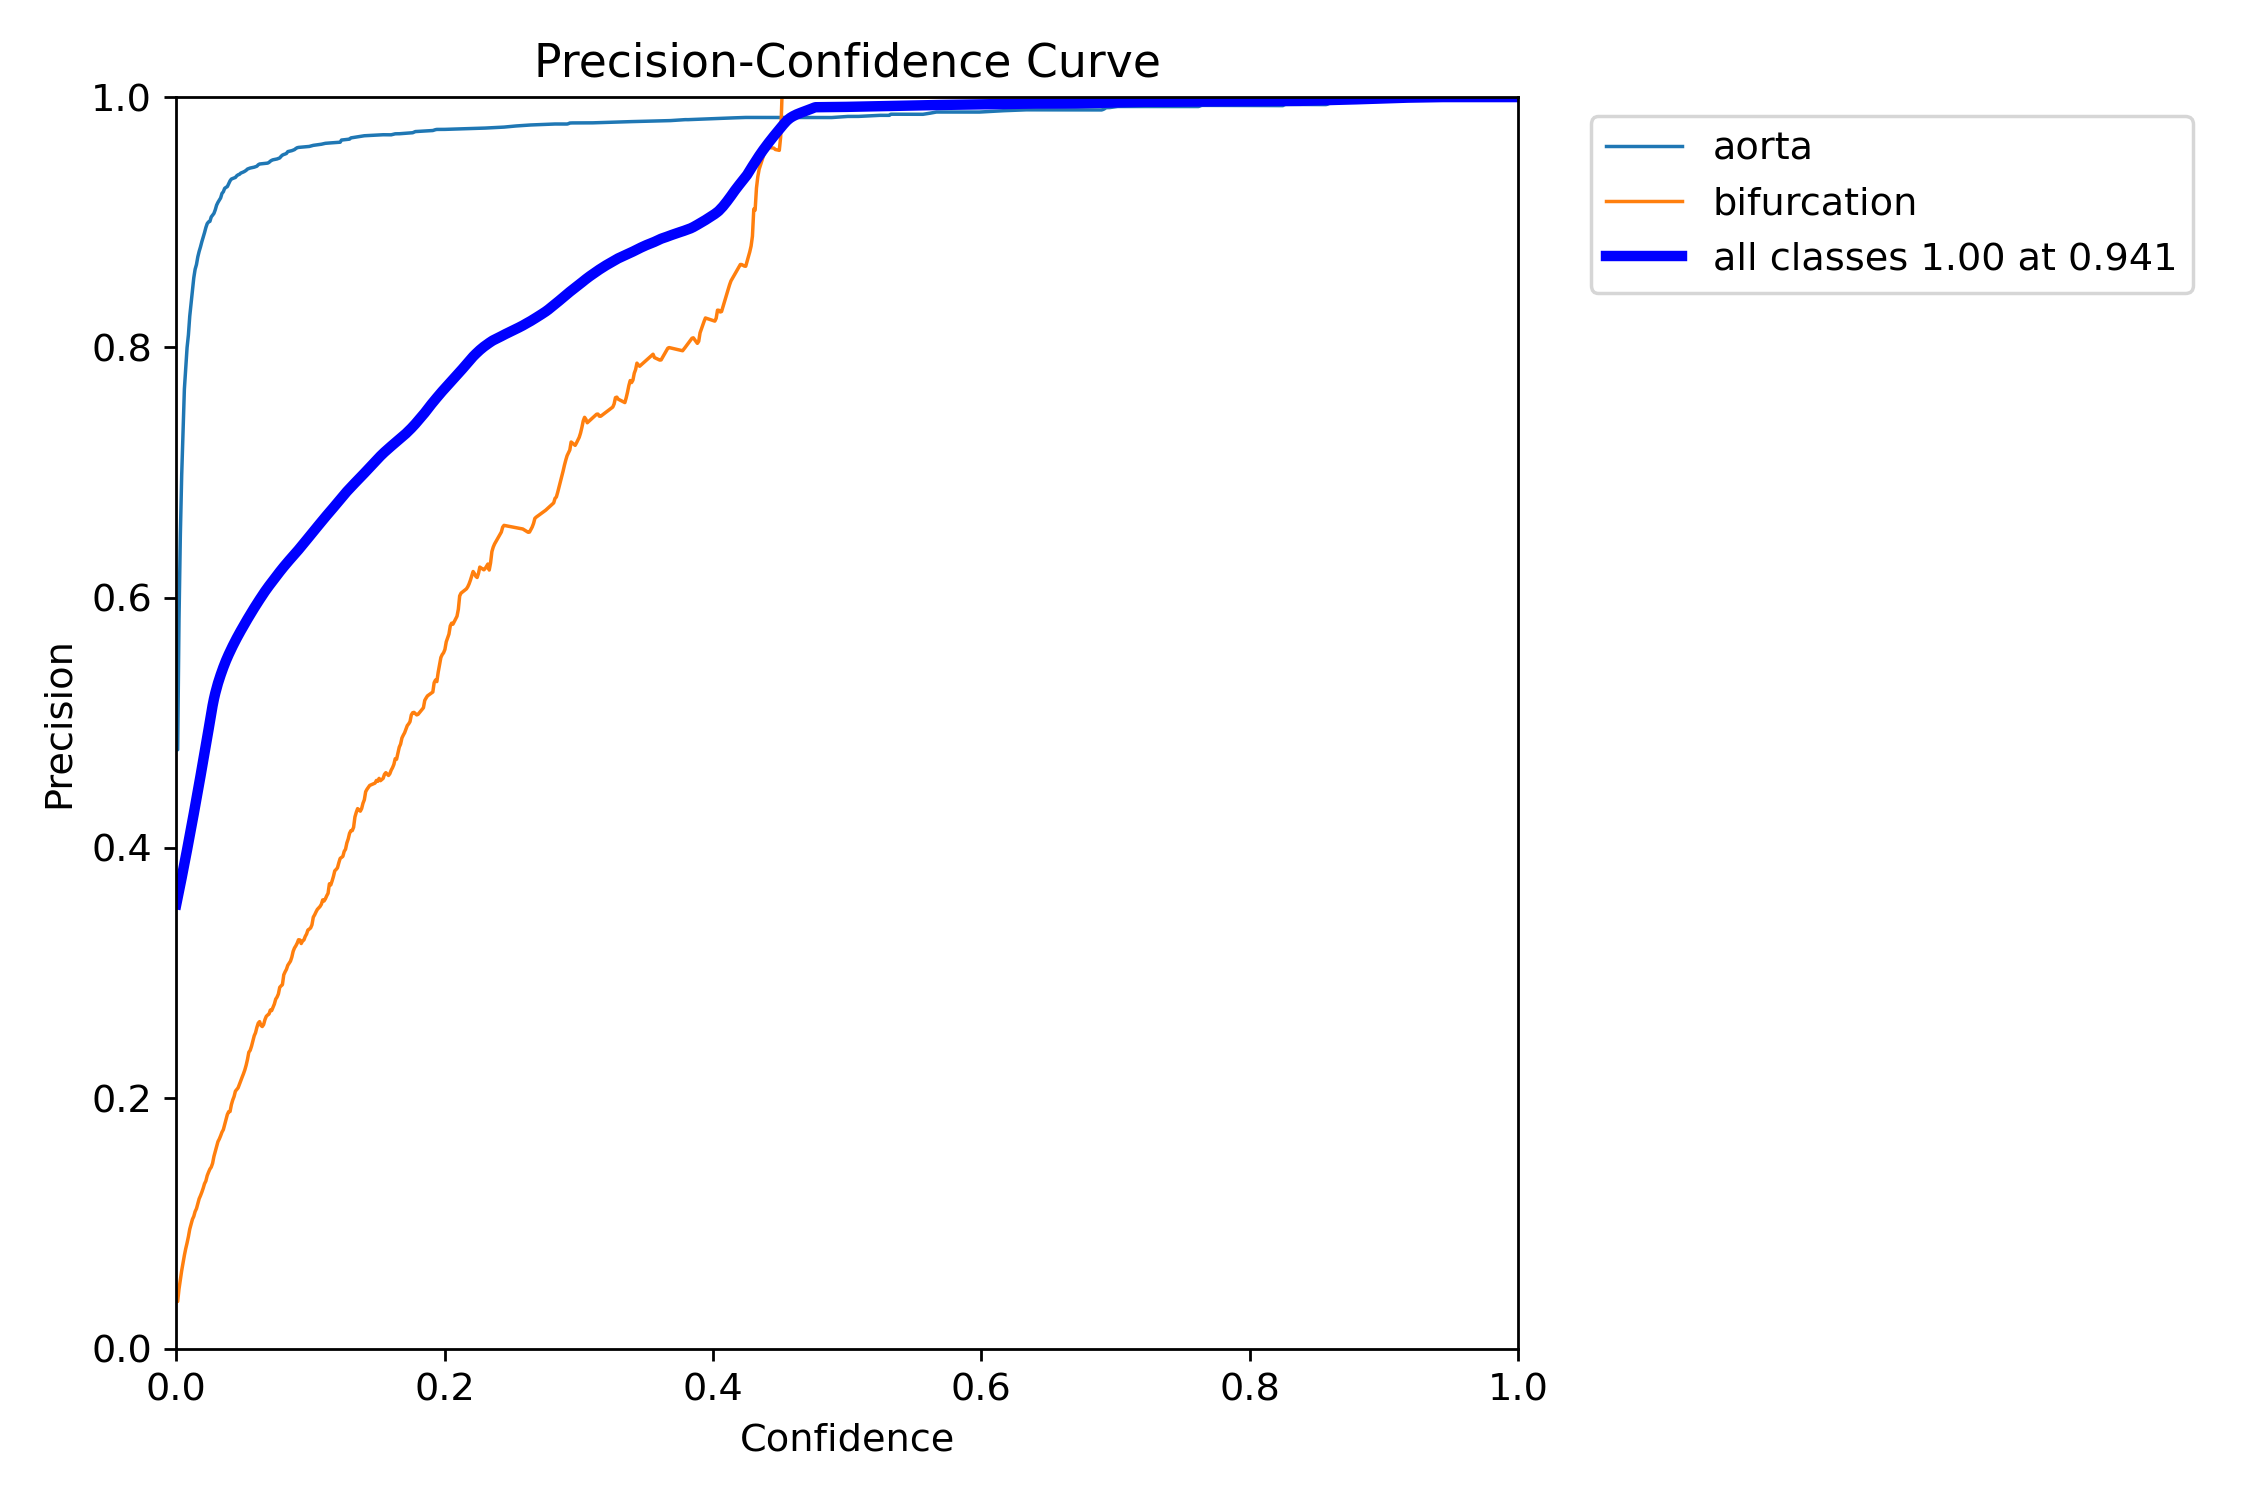 Precision-Confidence Curve
1.0
0.8
0.6
0.4
0.2
0.0
Precision
0.0 0.2 0.4 0.6 0.8 1.0
Confidence
aorta
bifurcation
all classes 1.00 at 0.941